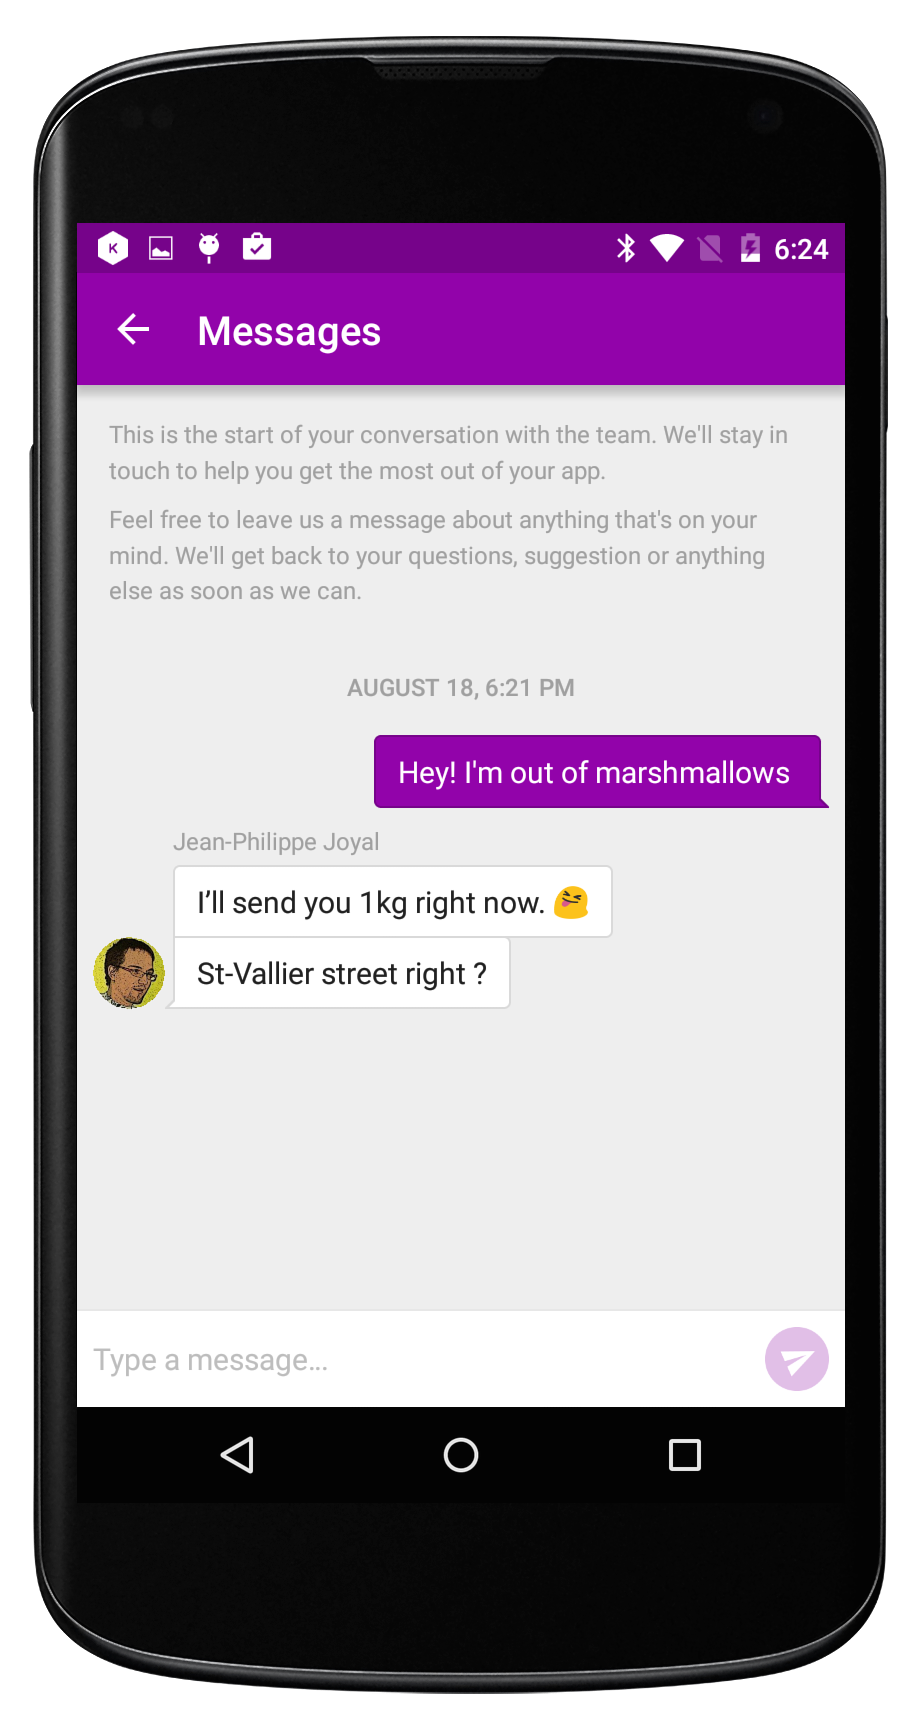 K
6:24
Messages
This is the start of your conversation with the team. We'll stay in
touch to help you get the most out of your app.
Feel free to leave us a message about anything that's on your
mind. We'll get back to your questions, suggestion or anything
else as soon as we can.
AUGUST 18, 6:21 PM
Hey! I'm out of marshmallows
Jean-Philippe Joyal
I’ll send you 1kg right now. 😝
St-Vallier street right ?
Type a message...